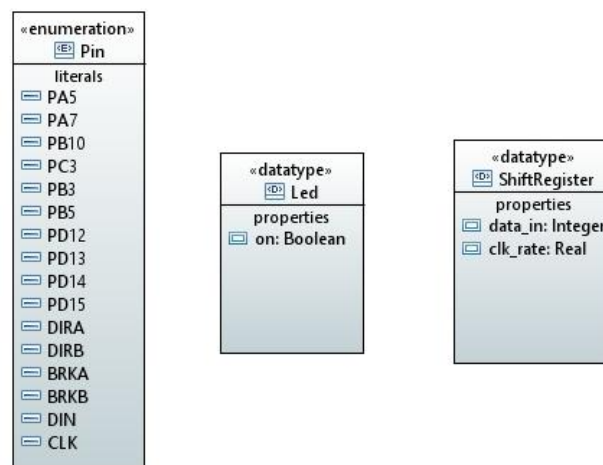 «enumeration»
Pin
literals
PA5
PA7
PB10
PC3
PB3
PB5
PD12
PD13
PD14
PD15
DIRA
DIRB
BRKA
BRKB
DIN
CLK
«datatype»
Led
properties
on: Boolean
«datatype»
ShiftRegister
properties
data_in: Integer
clk_rate: Real